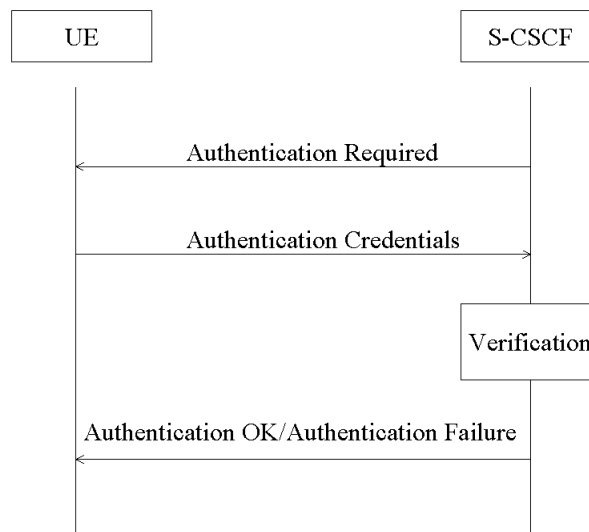 UE
S-CSCF
Authentication Required
Authentication Credentials
Verification
Authentication OK/Authentication Failure